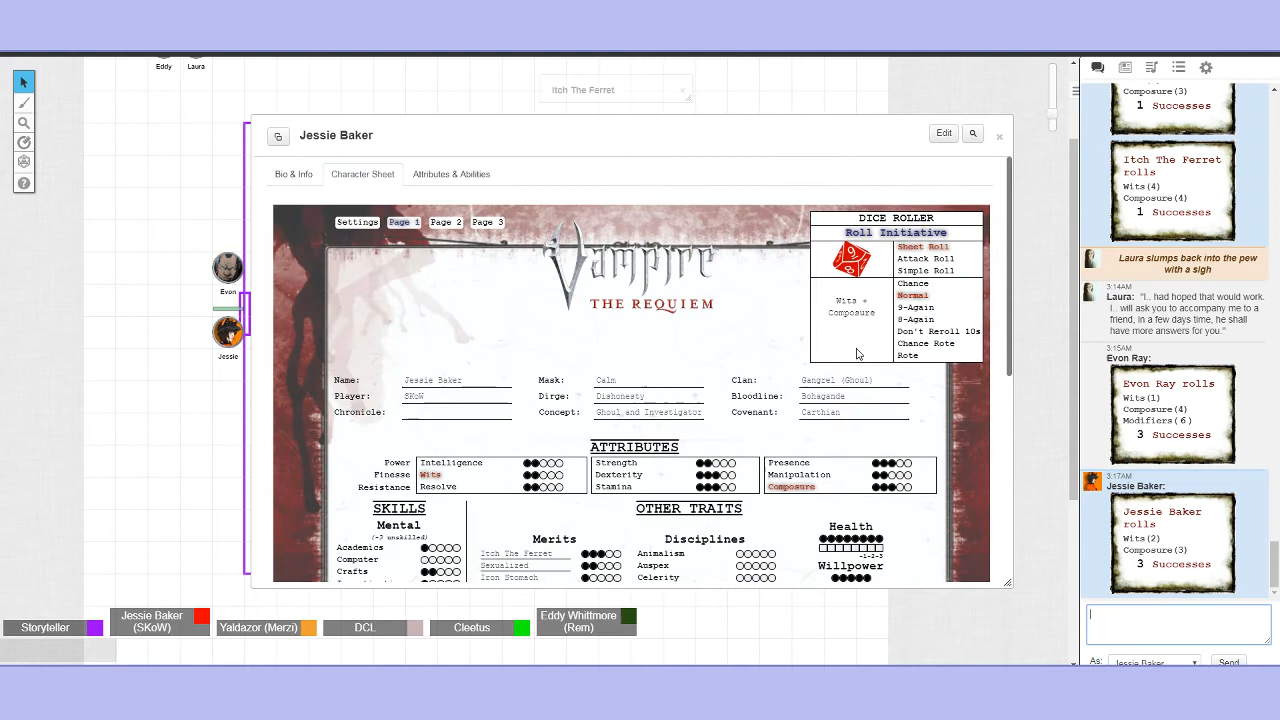 Eddy
Laura
Itch The Ferret
Jessie Baker
Edit
Bio & Info
Character Sheet
Attributes & Abilities
Settings
Page 1
Page 2
Page 3
Vampire
THE REQUIEM
DICE ROLLER
Roll Initiative
Sheet Roll
Attack Roll
Simple Roll
Wits +
Composure
Chance
Normal
9-Again
8-Again
Don't Reroll 10s
Chance Rote
Rote
Name: Jessie Baker
Mask: Calm
Clan: Gangrel (Ghoul)
Player: SKoW
Dirge: Dishonesty
Bloodline: Bohagande
Chronicle:
Concept: Ghoul and Investigator
Covenant: Carthian
ATTRIBUTES
Power Intelligence Strength Presence
Finesse Wits Dexterity Manipulation
Resistance Resolve Stamina Composure
SKILLS
OTHER TRAITS
Mental
(-3 unskilled)
Academics
Computer
Crafts
Merits
Itch The Ferret
Sexualized
Iron Stomach
Disciplines
Animalism
Auspex
Celerity
Health
-1-2-3
Willpower
Evon
Jessie
Storyteller
Jessie Baker
(SKoW)
Yaldazor (Merzi)
DCL
Cleetus
Eddy Whittmore
(Rem)
Composure(3)
1 Successes
Itch The Ferret
rolls
Wits(4)
Composure(4)
1 Successes
Laura slumps back into the pew
with a sigh
3:14AM
Laura: "I.. had hoped that would work.
I.. will ask you to accompany me to a
friend, in a few days time, he shall
have more answers for you."
3:15AM
Evon Ray:
Evon Ray rolls
Wits(1)
Composure(4)
Modifiers(6)
3 Successes
3:17AM
Jessie Baker:
Jessie Baker
rolls
Wits(2)
Composure(3)
3 Successes
As: Jessie Baker
Send